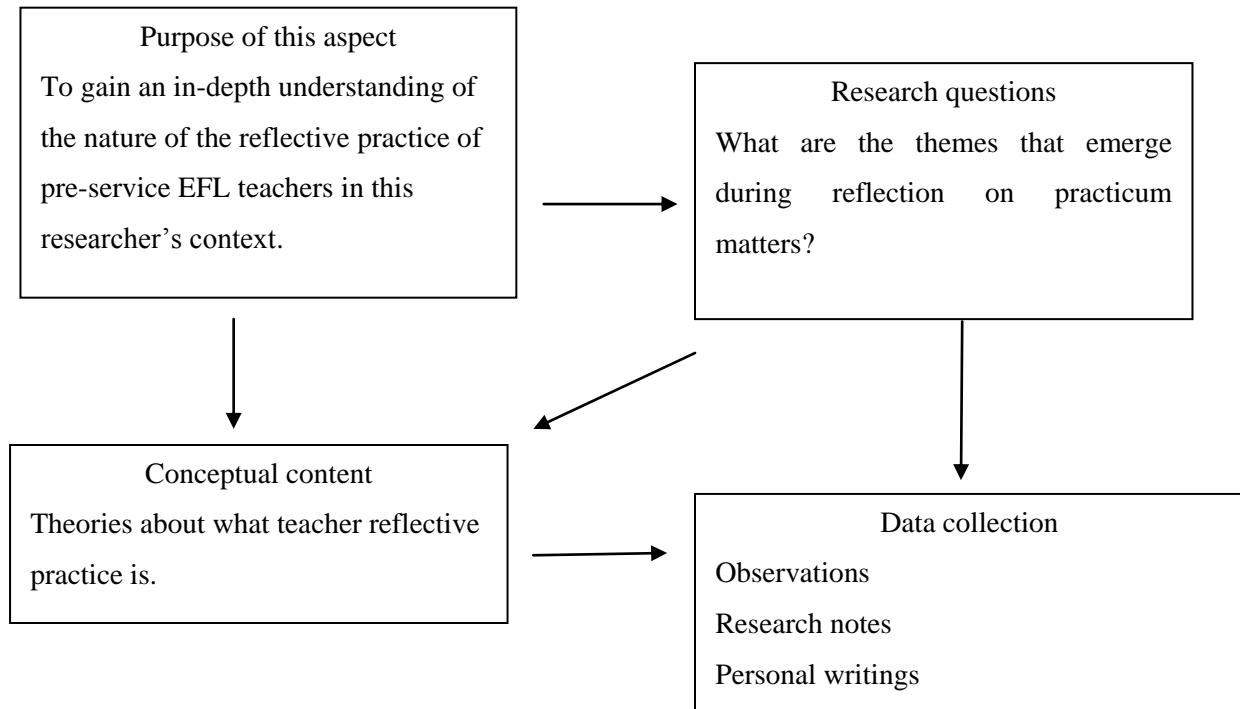 Purpose of this aspect
To gain an in-depth understanding of
the nature of the reflective practice of
pre-service EFL teachers in this
researcher’s context.
Research questions
What are the themes that emerge
during reflection on practicum
matters?
Conceptual content
Theories about what teacher reflective
practice is.
Data collection
Observations
Research notes
Personal writings